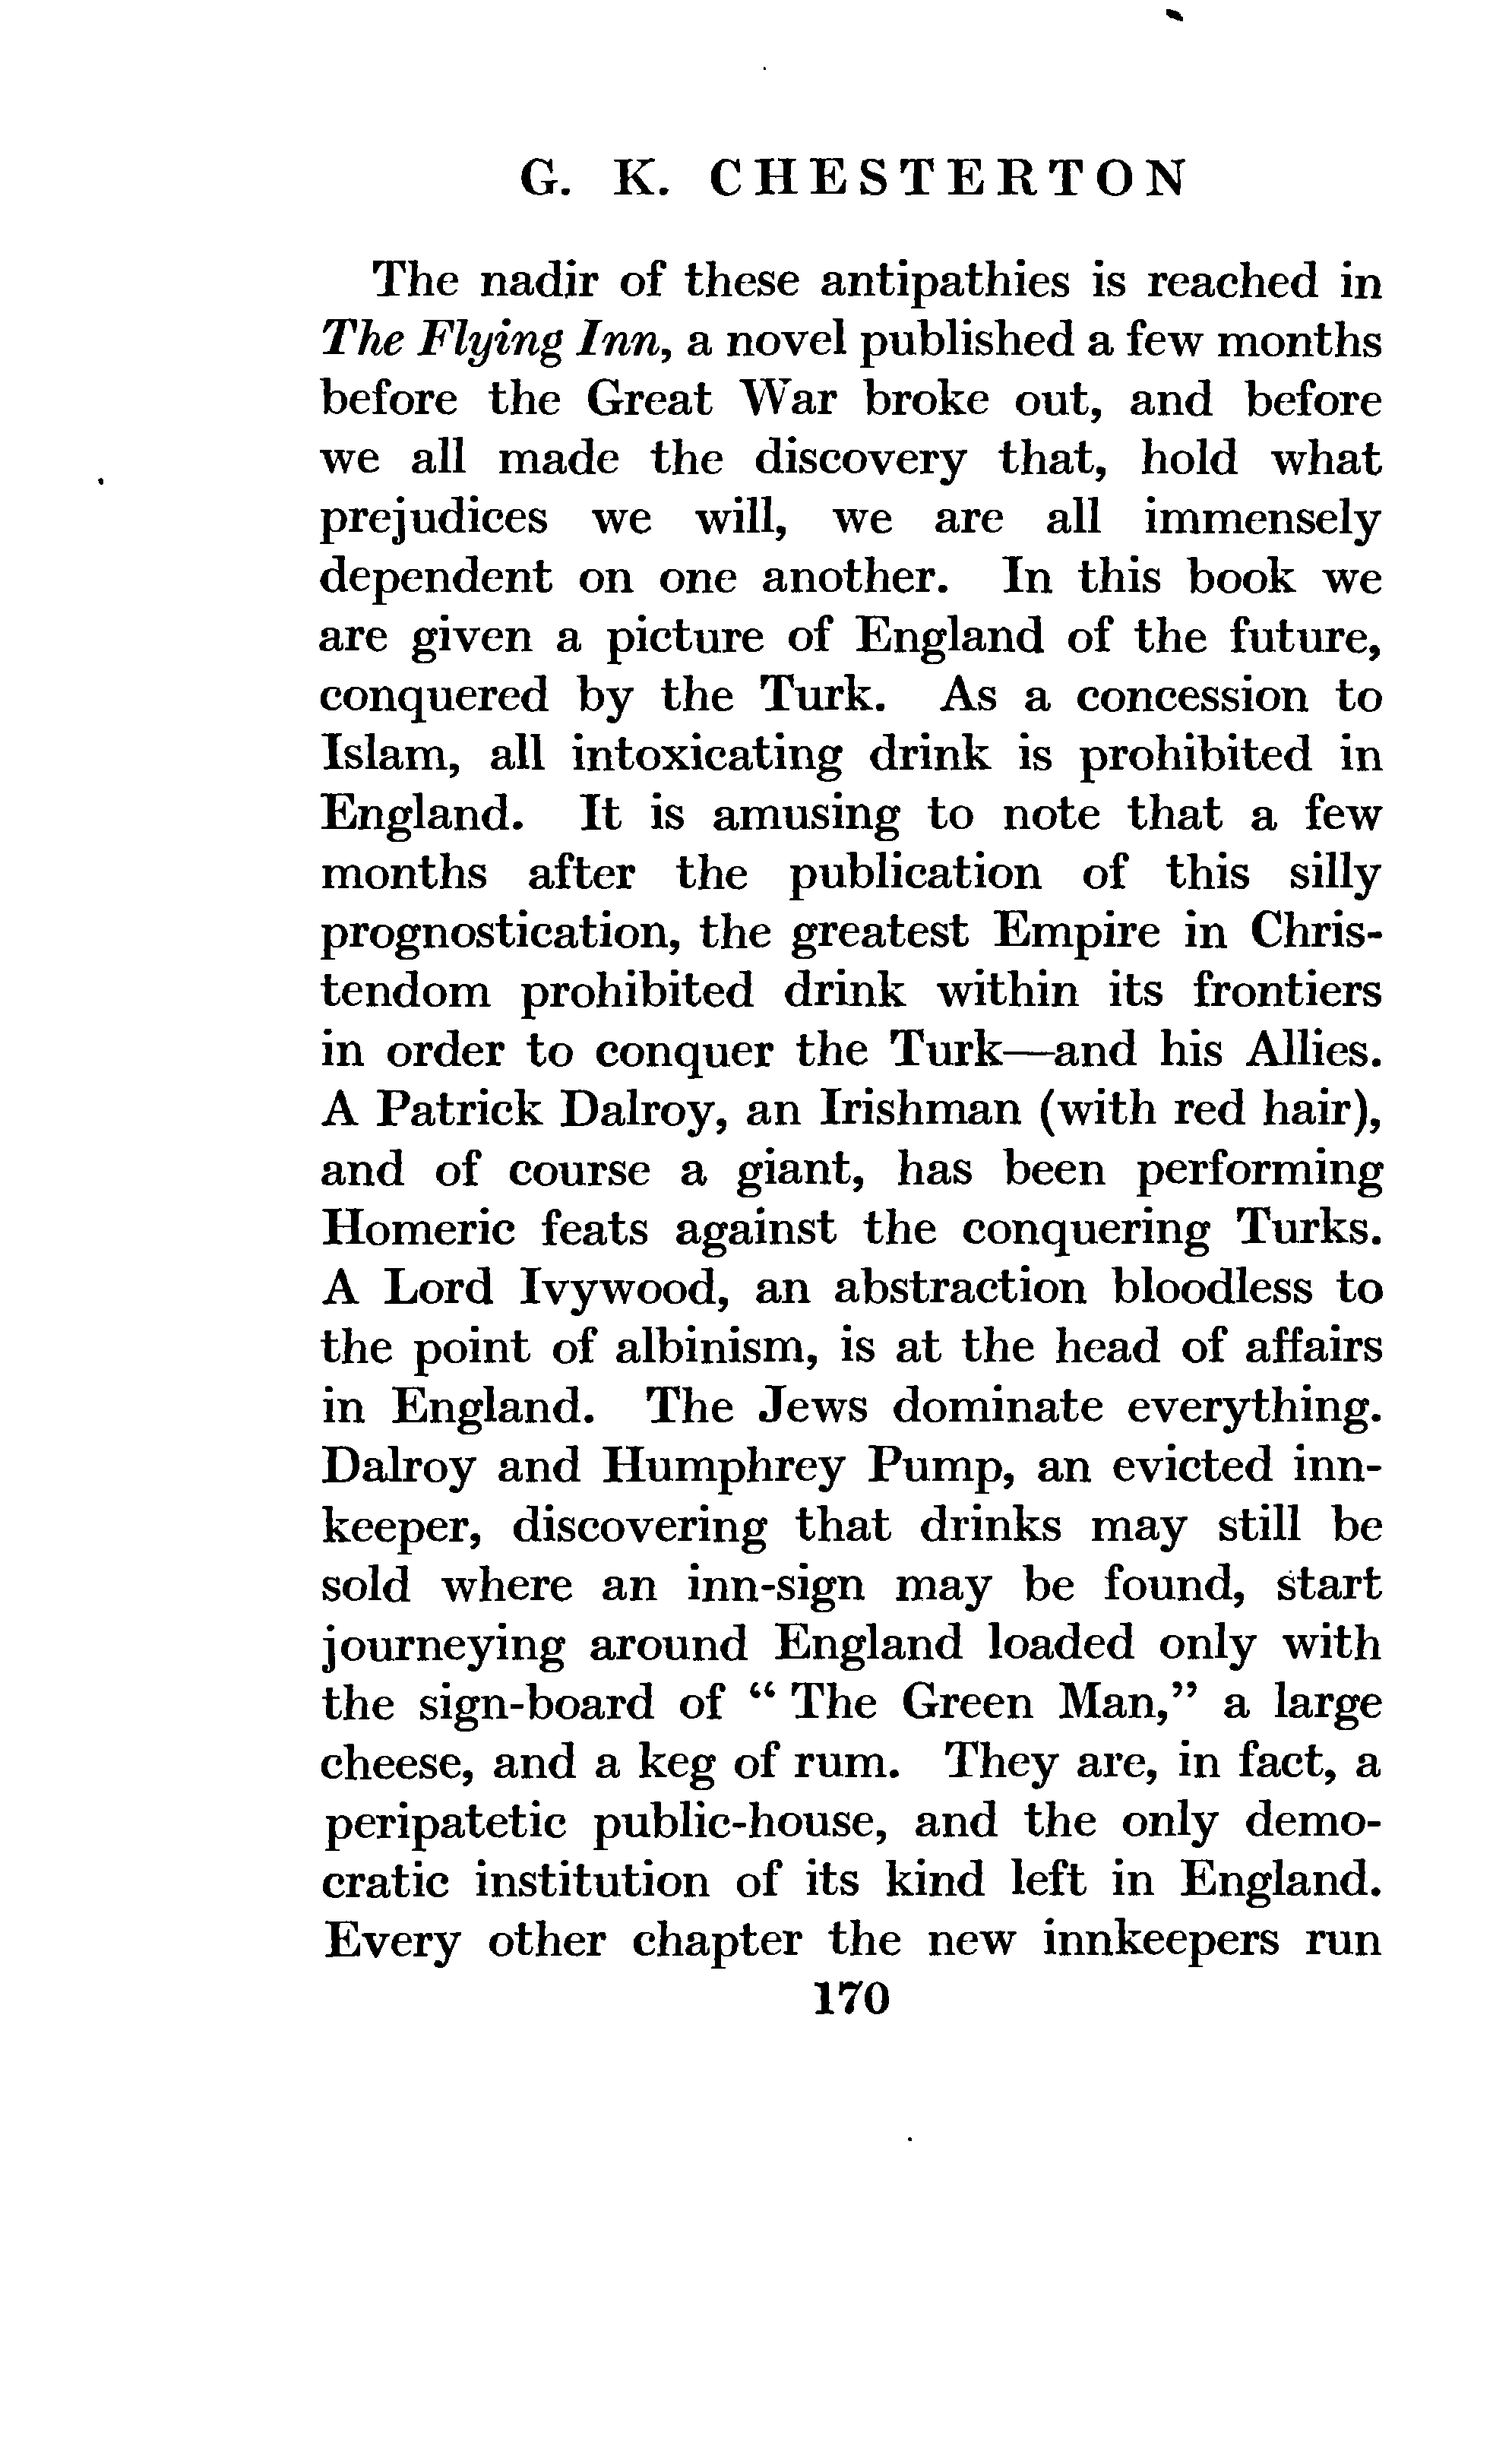 G. K. CHESTERTON
The nadir of these antipathies is reached in
The Flying Inn, a novel published a few months
before the Great War broke out, and before
we all made the discovery that, hold what
prejudices we will, we are all immensely
dependent on one another. In this book we
are given a picture of England of the future,
conquered by the Turk. As a concession to
Islam, all intoxicating drink is prohibited in
England. It is amusing to note that a few
months after the publication of this silly
prognostication, the greatest Empire in Chris-
tendom prohibited drink within its frontiers
in order to conquer the Turk—and his Allies.
A Patrick Dalroy, an Irishman (with red hair),
and of course a giant, has been performing
Homeric feats against the conquering Turks.
A Lord Ivywood, an abstraction bloodless to
the point of albinism, is at the head of affairs
in England. The Jews dominate everything.
Dalroy and Humphrey Pump, an evicted inn-
keeper, discovering that drinks may still be
sold where an inn-sign may be found, start
journeying around England loaded only with
the sign-board of “ The Green Man,” a large
cheese, and a keg of rum. They are, in fact, a
peripatetic public-house, and the only demo-
cratic institution of its kind left in England.
Every other chapter the new innkeepers run
170